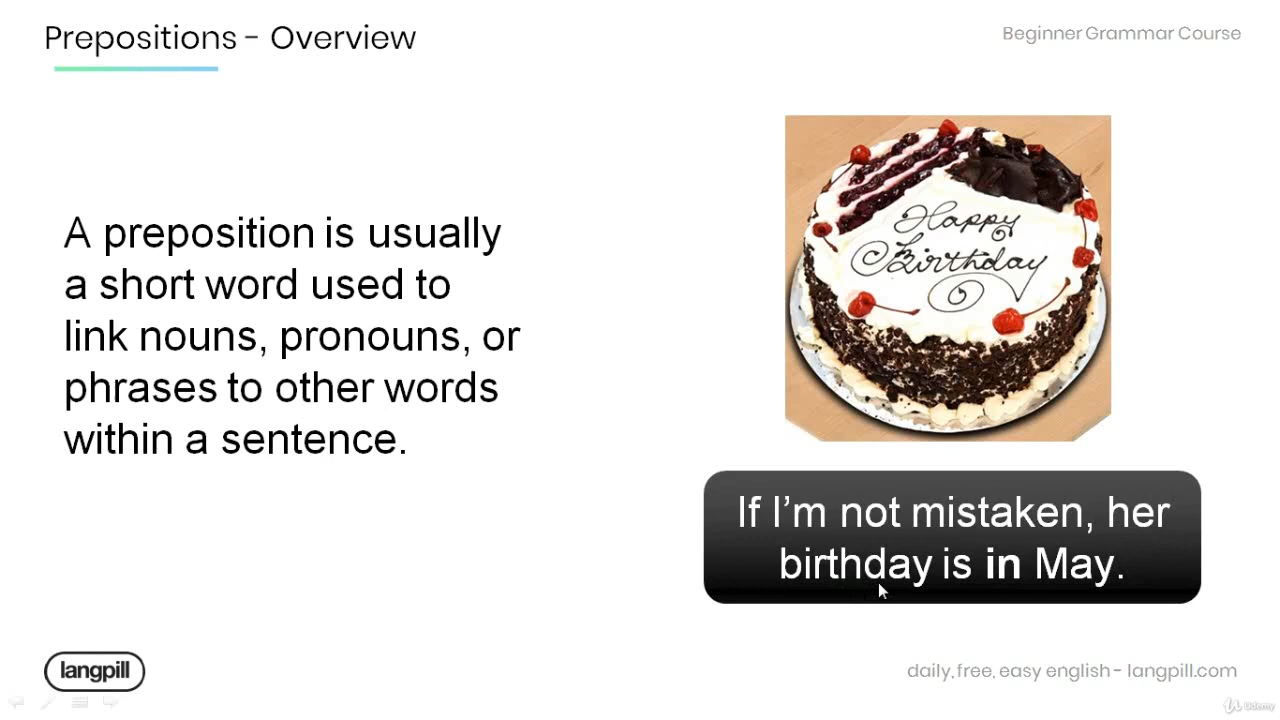 Prepositions - Overview
Beginner Grammar Course
A preposition is usually
a short word used to
link nouns, pronouns, or
phrases to other words
within a sentence.
Happy
Birthday
If I'm not mistaken, her
birthday is in May.
langpill
daily, free, easy english - langpill.com
Udemy